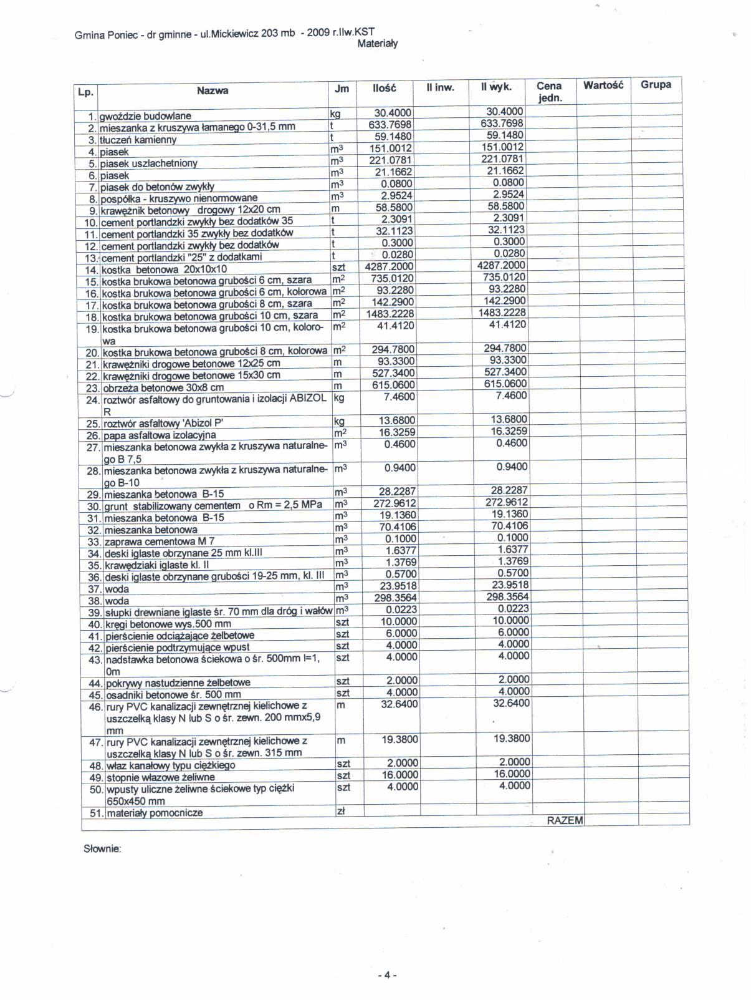 Gmina Poniec - dr gminne - ul.Mickiewicz 203 mb - 2009 r.IIw.KST
Materiały
Lp. Nazwa Jm Ilość Il inw. Il wyk. Cena jedn. Wartość Grupa
1. gwoździe budowlane kg 30.4000 30.4000
2. mieszanka z kruszywa łamanego 0-31,5 mm t 633.7698 633.7698
3. tłuczeń kamienny t 59.1480 59.1480
4. piasek m3 151.0012 151.0012
5. piasek uszlachetniony m3 221.0781 221.0781
6. piasek m3 21.1662 21.1662
7. piasek do betonów zwykły m3 0.0800 0.0800
8. pospółka - kruszywo nienormowane m3 2.9524 2.9524
9. krawężnik betonowy drogowy 12x20 cm m 58.5800 58.5800
10. cement portlandzki zwykły bez dodatków 35 t 2.3091 2.3091
11. cement portlandzki 35 zwykły bez dodatków t 32.1123 32.1123
12. cement portlandzki zwykły bez dodatków t 0.3000 0.3000
13. cement portlandzki "25" z dodatkami t 0.0280 0.0280
14. kostka betonowa 20x10x10 szt 4287.2000 4287.2000
15. kostka brukowa betonowa grubości 6 cm, szara m2 735.0120 735.0120
16. kostka brukowa betonowa grubości 6 cm, kolorowa m2 93.2280 93.2280
17. kostka brukowa betonowa grubości 8 cm, szara m2 142.2900 142.2900
18. kostka brukowa betonowa grubości 10 cm, szara m2 1483.2228 1483.2228
19. kostka brukowa betonowa grubości 10 cm, koloro- m2 41.4120 41.4120
wa
20. kostka brukowa betonowa grubości 8 cm, kolorowa m2 294.7800 294.7800
21. krawężniki drogowe betonowe 12x25 cm m 93.3300 93.3300
22. krawężniki drogowe betonowe 15x30 cm m 527.3400 527.3400
23. obrzeża betonowe 30x8 cm m 615.0600 615.0600
24. roztwór asfaltowy do gruntowania i izolacji ABIZOL kg 7.4600 7.4600
R
25. roztwór asfaltowy 'Abizol P' kg 13.6800 13.6800
26. papa asfaltowa izolacyjna m2 16.3259 16.3259
27. mieszanka betonowa zwykła z kruszywa naturalne- m3 0.4600 0.4600
go B 7,5
28. mieszanka betonowa zwykła z kruszywa naturalne- m3 0.9400 0.9400
go B-10
29. mieszanka betonowa B-15 m3 28.2287 28.2287
30. grunt stabilizowany cementem o Rm = 2,5 MPa m3 272.9612 272.9612
31. mieszanka betonowa B-15 m3 19.1360 19.1360
32. mieszanka betonowa m3 70.4106 70.4106
33. zaprawa cementowa M 7 m3 0.1000 0.1000
34. deski iglaste obrzynane 25 mm kl.III m3 1.6377 1.6377
35. krawędziaki iglaste kl. II m3 1.3769 1.3769
36. deski iglaste obrzynane grubości 19-25 mm, kl. III m3 0.5700 0.5700
37. woda m3 23.9518 23.9518
38. woda m3 298.3564 298.3564
39. słupki drewniane iglaste śr. 70 mm dla dróg i wałów m3 0.0223 0.0223
40. kręgi betonowe wys.500 mm szt 10.0000 10.0000
41. pierścienie odciążające żelbetowe szt 6.0000 6.0000
42. pierścienie podtrzymujące wpust szt 4.0000 4.0000
43. nadstawka betonowa ściekowa o śr. 500mm l=1, szt 4.0000 4.0000
0m
44. pokrywy nastudzienne żelbetowe szt 2.0000 2.0000
45. osadniki betonowe śr. 500 mm szt 4.0000 4.0000
46. rury PVC kanalizacji zewnętrznej kielichowe z m 32.6400 32.6400
uszczelką klasy N lub S o śr. zewn. 200 mmx5,9
mm
47. rury PVC kanalizacji zewnętrznej kielichowe z m 19.3800 19.3800
uszczelką klasy N lub S o śr. zewn. 315 mm
48. właz kanałowy typu ciężkiego szt 2.0000 2.0000
49. stopnie włazowe żeliwne szt 16.0000 16.0000
50. wpusty uliczne żeliwne ściekowe typ ciężki szt 4.0000 4.0000
650x450 mm
51. materiały pomocnicze zł
RAZEM
Słownie:
- 4 -